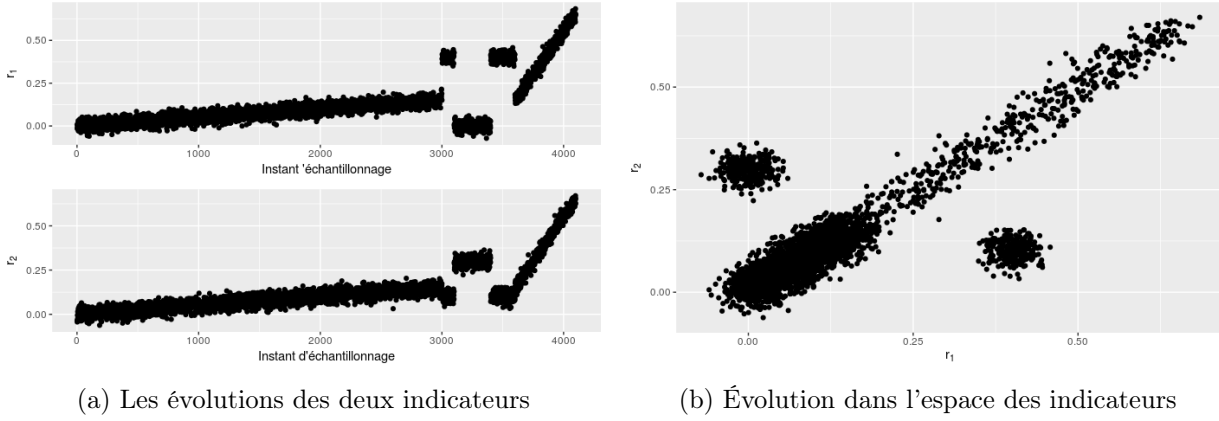 0.50
0.25
0.00
r1
0
1000
2000
3000
4000
Instant 'échantillonnage
0.50
0.25
0.00
r2
0
1000
2000
3000
4000
Instant d'échantillonnage
(a) Les évolutions des deux indicateurs
0.50
0.25
0.00
r2
0.00
0.25
0.50
r1
(b) Évolution dans l'espace des indicateurs